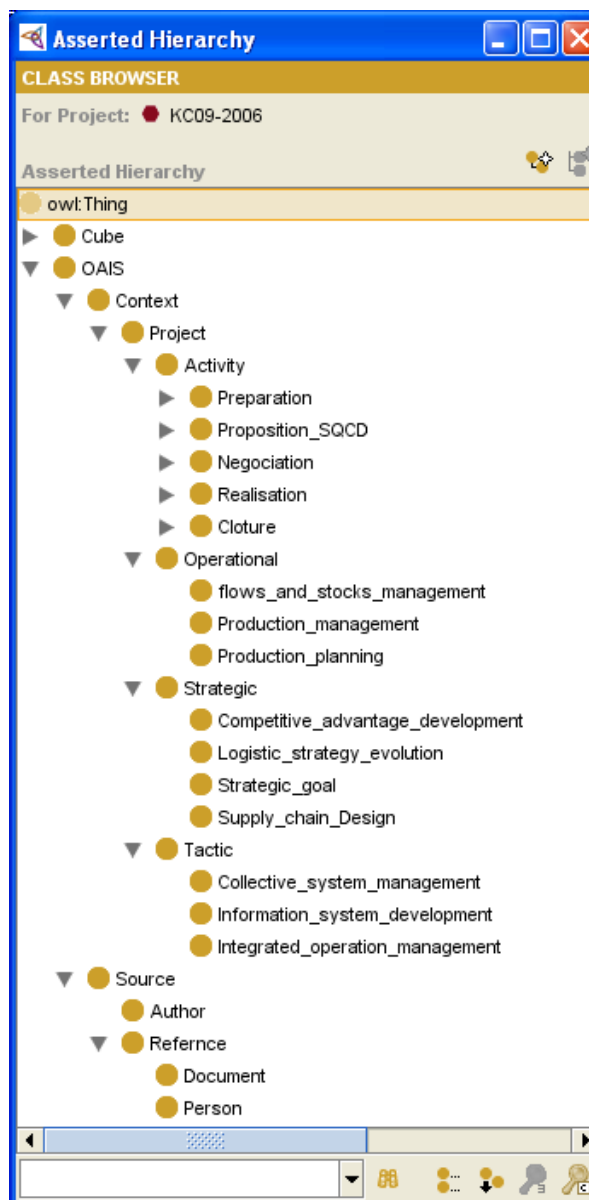 Asserted Hierarchy
CLASS BROWSER
For Project: KC09-2006
Asserted Hierarchy
owl:Thing
Cube
OAIS
Context
Project
Activity
Preparation
Proposition_SQCD
Negociation
Realisation
Cloture
Operational
flows_and_stocks_management
Production_management
Production_planning
Strategic
Competitive_advantage_development
Logistic_strategy_evolution
Strategic_goal
Supply_chain_Design
Tactic
Collective_system_management
Information_system_development
Integrated_operation_management
Source
Author
Refernce
Document
Person